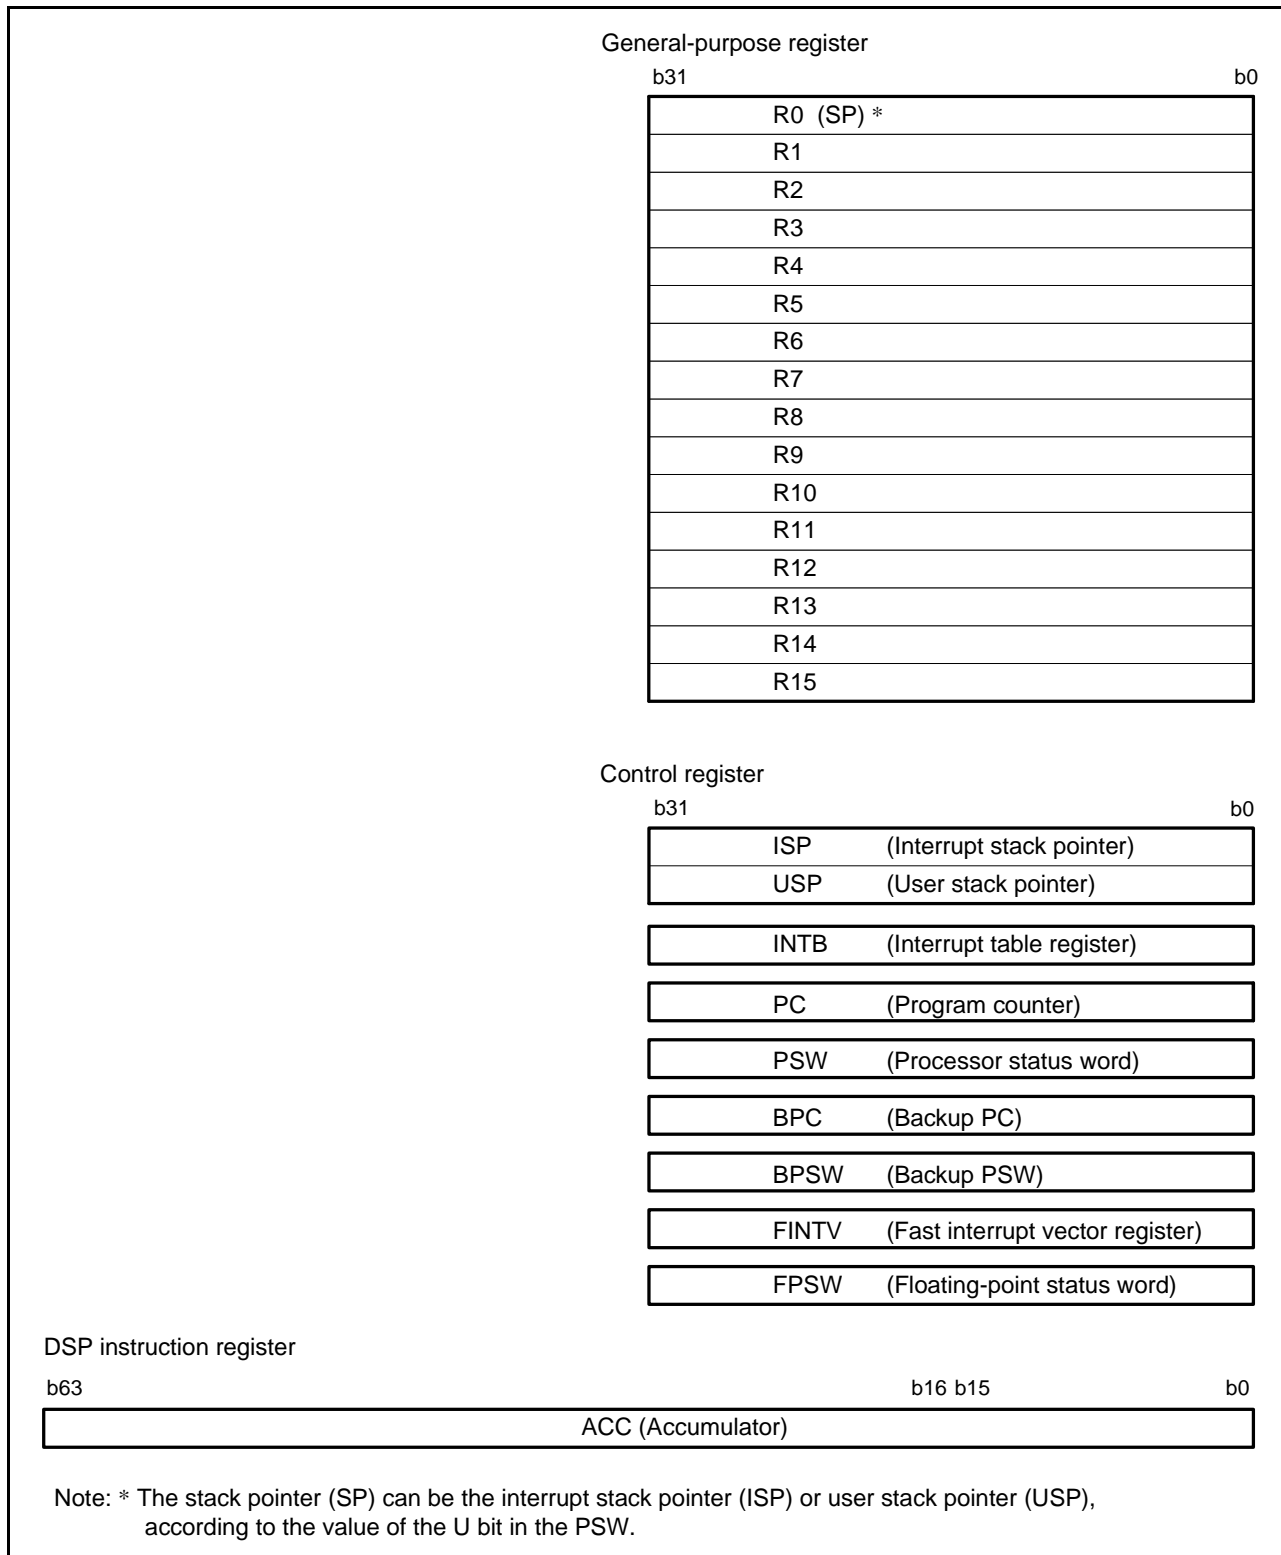 General-purpose register
b31 b0
R0 (SP) *
R1
R2
R3
R4
R5
R6
R7
R8
R9
R10
R11
R12
R13
R14
R15
Control register
b31 b0
ISP (Interrupt stack pointer)
USP (User stack pointer)
INTB (Interrupt table register)
PC (Program counter)
PSW (Processor status word)
BPC (Backup PC)
BPSW (Backup PSW)
FINTV (Fast interrupt vector register)
FPSW (Floating-point status word)
DSP instruction register
b63 b16 b15 b0
ACC (Accumulator)
Note: * The stack pointer (SP) can be the interrupt stack pointer (ISP) or user stack pointer (USP),
according to the value of the U bit in the PSW.